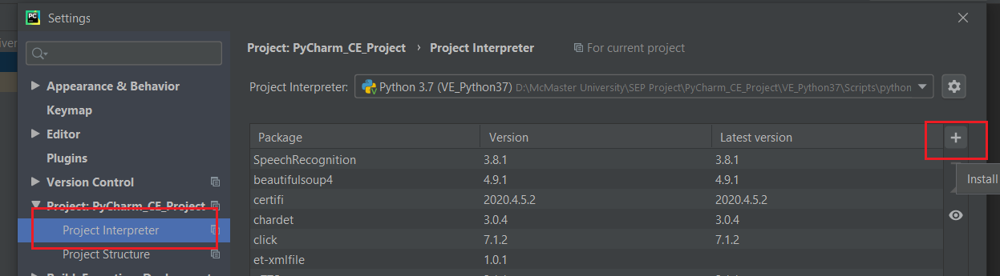 PC
Settings
iver
Project: PyCharm_CE_Project › Project Interpreter For current project
Appearance & Behavior
Project Interpreter: Python 3.7 (VE_Python37) D:\McMaster University\SEP Project\PyCharm_CE_Project\VE_Python37\Scripts\python
Keymap
Editor
Package Version Latest version
Plugins
SpeechRecognition 3.8.1 3.8.1
Version Control
beautifulsoup4 4.9.1 4.9.1
Install
Project: PyCharm_CE_Project
certifi 2020.4.5.2 2020.4.5.2
chardet 3.0.4 3.0.4
Project Interpreter
click 7.1.2 7.1.2
Project Structure
et-xmlfile 1.0.1